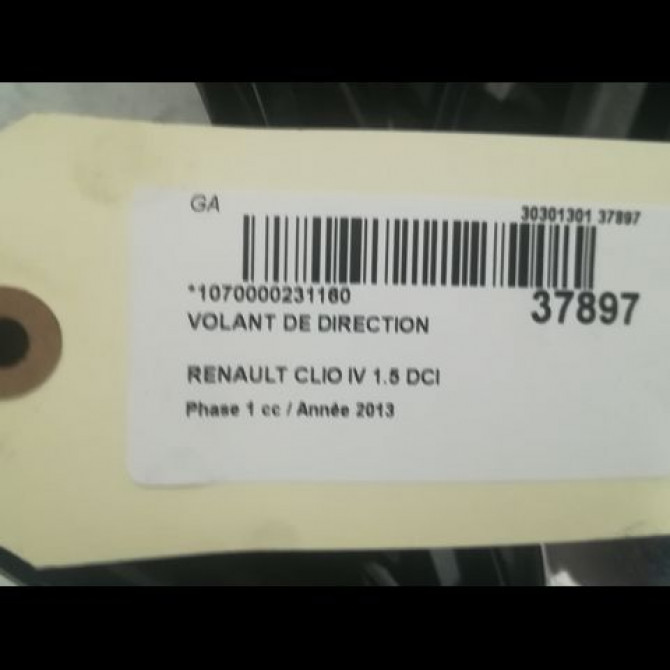 GA
30301301 37897
*1070000231160
37897
VOLANT DE DIRECTION
RENAULT CLIO IV 1.5 DCI
Phase 1 cc / Année 2013